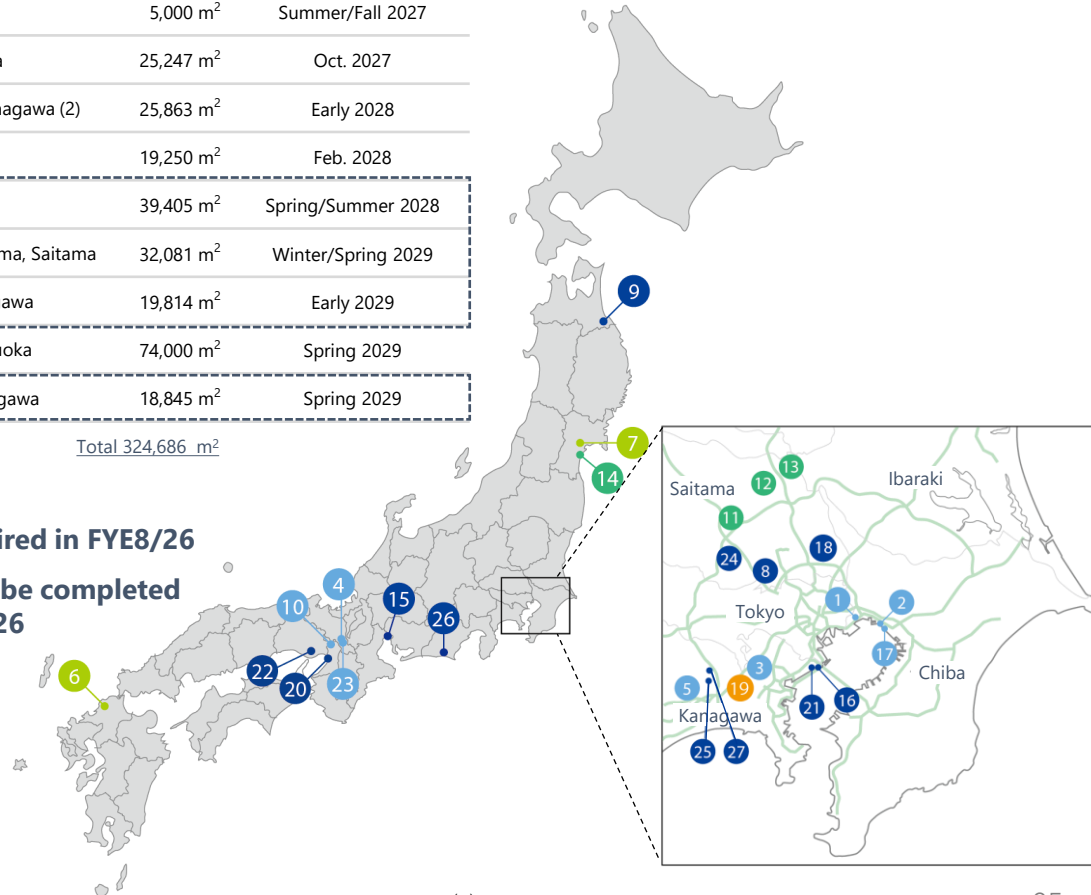 5,000 m² Summer/Fall 2027
a 25,247 m² Oct. 2027
nagawa (2) 25,863 m² Early 2028
19,250 m² Feb. 2028
39,405 m² Spring/Summer 2028
ma, Saitama 32,081 m² Winter/Spring 2029
awa 19,814 m² Early 2029
uoka 74,000 m² Spring 2029
gawa 18,845 m² Spring 2029
Total 324,686 m²
ired in FYE8/26
be completed
26
9
7
14
4
10
15
26
22
20
23
6
13
12
Saitama
Ibaraki
11
18
24
8
1
2
Tokyo
17
3
Chiba
5
19
16
21
Kanagawa
25
27